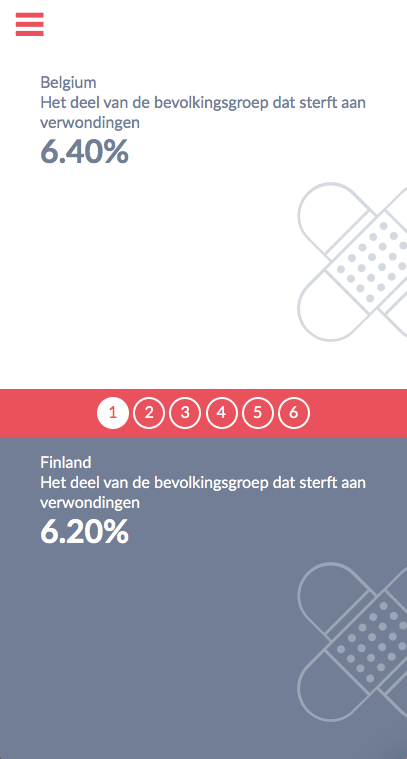 Belgium
Het deel van de bevolkingsgroep dat sterft aan
verwondingen
6.40%
1 2 3 4 5 6
Finland
Het deel van de bevolkingsgroep dat sterft aan
verwondingen
6.20%